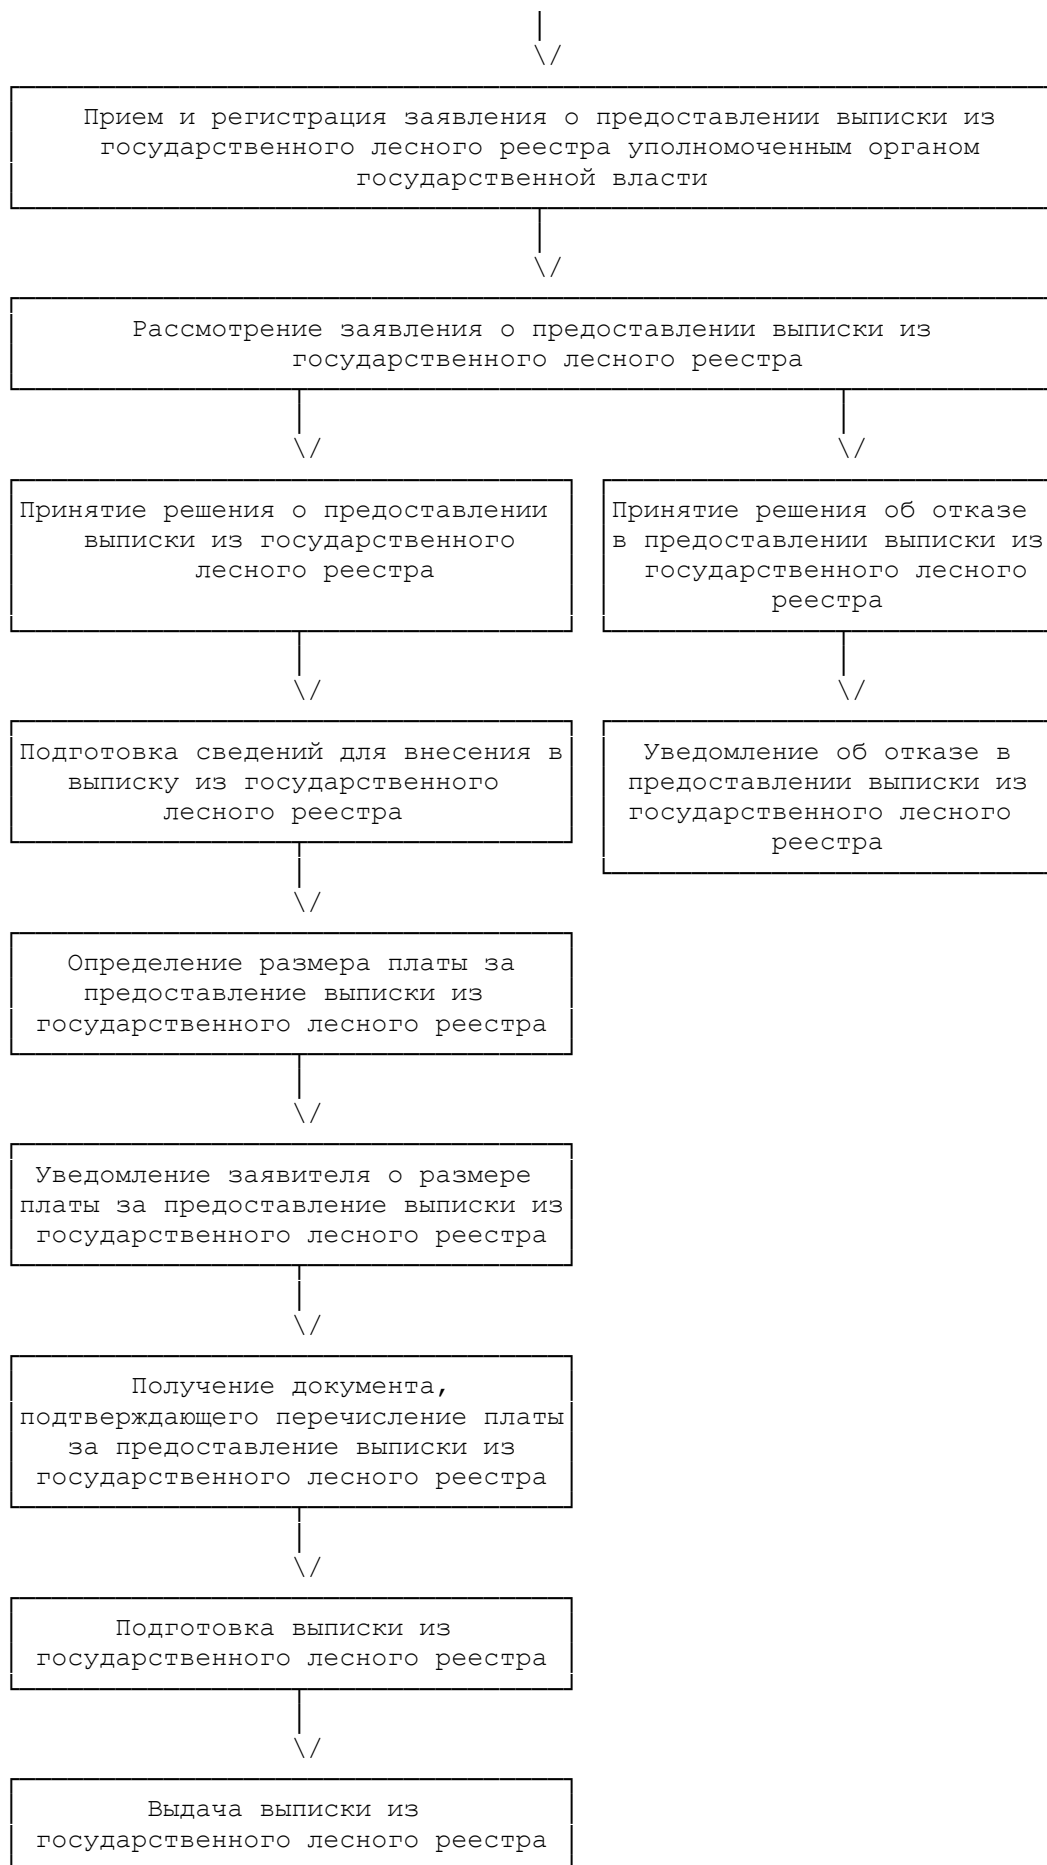 Прием и регистрация заявления о предоставлении выписки из
государственного лесного реестра уполномоченным органом
государственной власти
Рассмотрение заявления о предоставлении выписки из
государственного лесного реестра
Принятие решения о предоставлении
выписки из государственного
лесного реестра
Принятие решения об отказе
в предоставлении выписки из
государственного лесного
реестра
Подготовка сведений для внесения в
выписку из государственного
лесного реестра
Уведомление об отказе в
предоставлении выписки из
государственного лесного
реестра
Определение размера платы за
предоставление выписки из
государственного лесного реестра
Уведомление заявителя о размере
платы за предоставление выписки из
государственного лесного реестра
Получение документа,
подтверждающего перечисление платы
за предоставление выписки из
государственного лесного реестра
Подготовка выписки из
государственного лесного реестра
Выдача выписки из
государственного лесного реестра